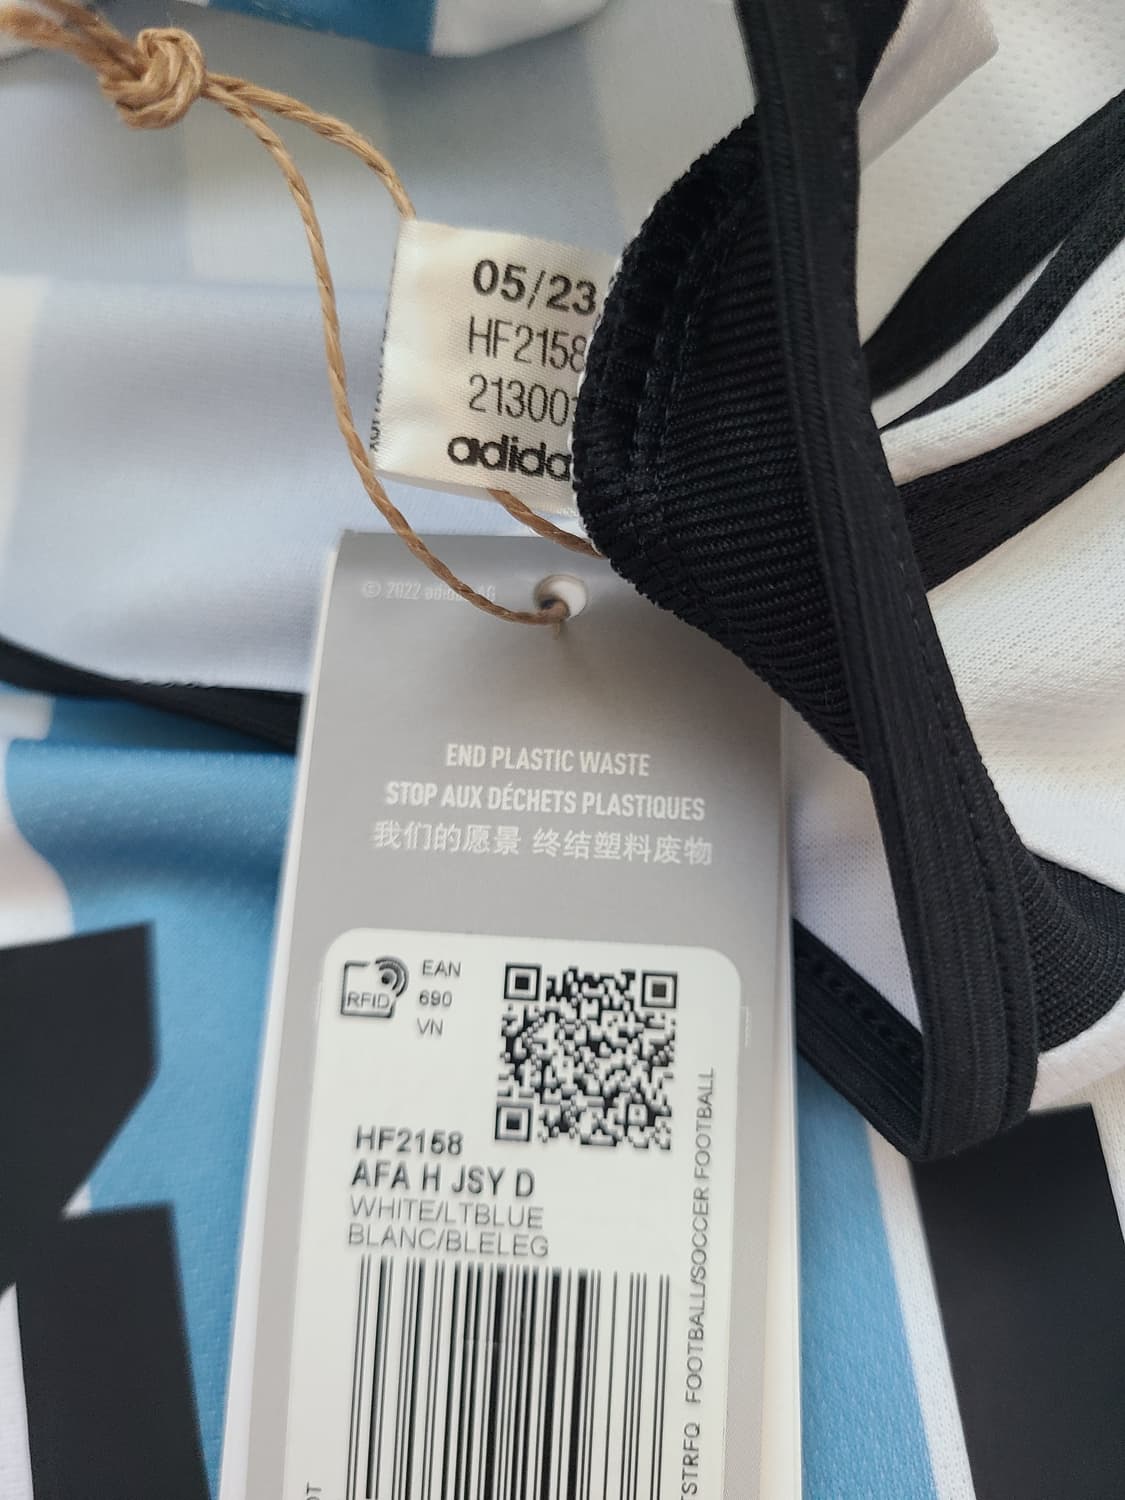 05/23
HF2158
21300
adida
© 2022 adidas AG
END PLASTIC WASTE
STOP AUX DÉCHETS PLASTIQUES
我们的愿景 终结塑料废物
RFID
EAN
690
VN
HF2158
AFA H JSY D
WHITE/LTBLUE
BLANC/BLELEG
FOOTBALL/SOCCER FOOTBALL
TSTRFQ